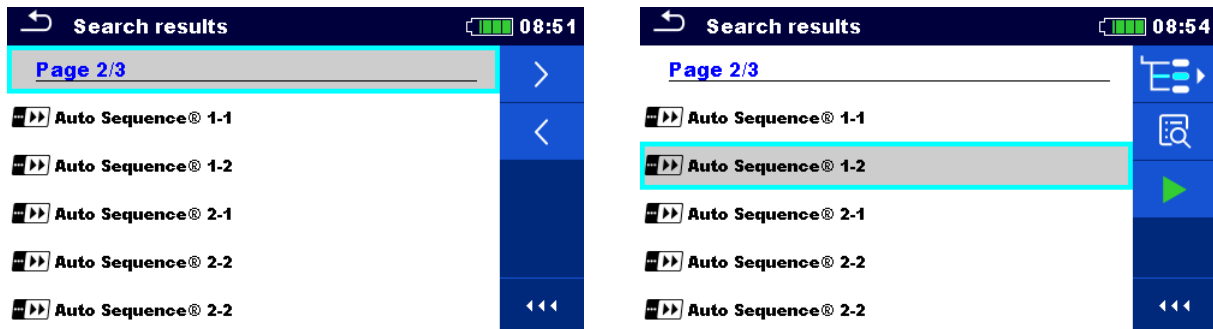 Search results 08:51
Page 2/3
Auto Sequence® 1-1
Auto Sequence® 1-2
Auto Sequence® 2-1
Auto Sequence® 2-2
Auto Sequence® 2-2
Search results 08:54
Page 2/3
Auto Sequence® 1-1
Auto Sequence® 1-2
Auto Sequence® 2-1
Auto Sequence® 2-2
Auto Sequence® 2-2